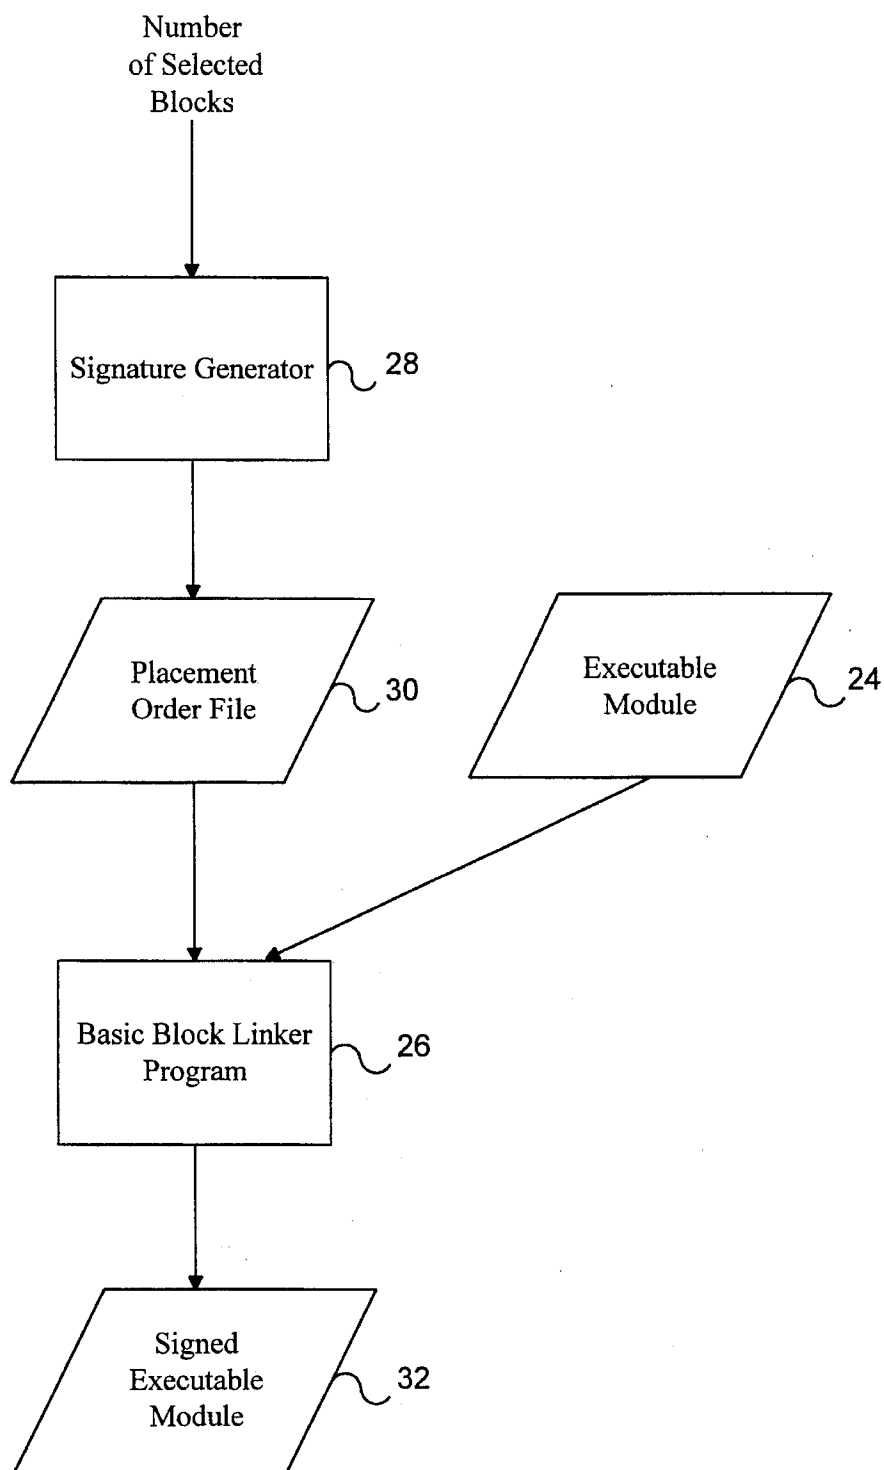 Number
of Selected
Blocks
Signature Generator
28
Placement
Order File
30
Executable
Module
24
Basic Block Linker
Program
26
Signed
Executable
Module
32